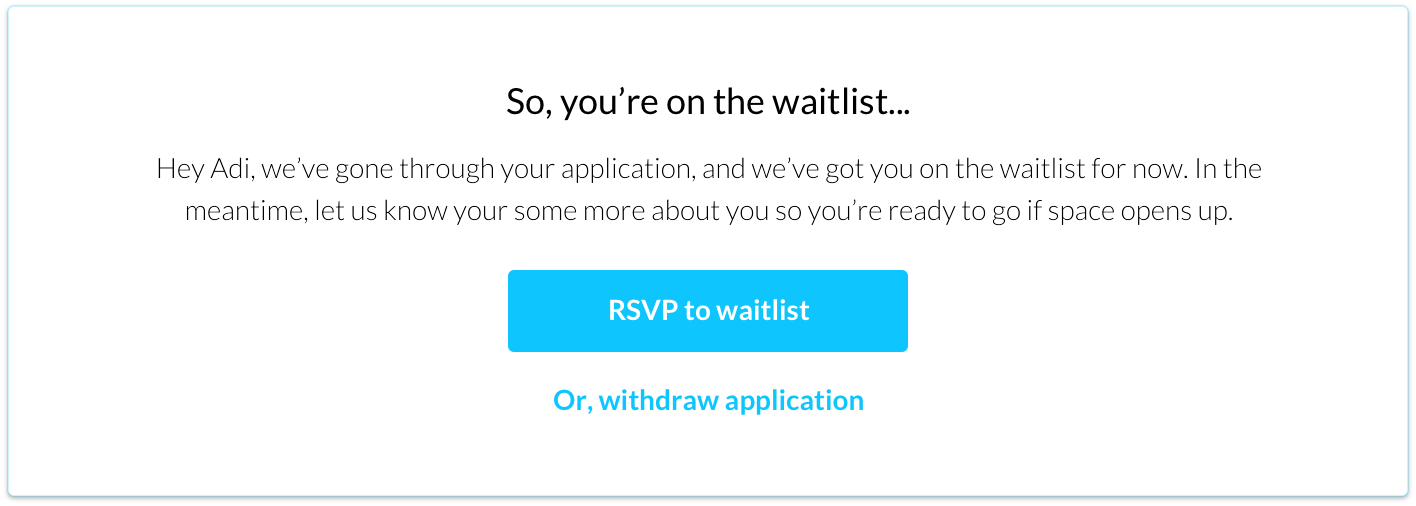 So, you’re on the waitlist...
Hey Adi, we’ve gone through your application, and we’ve got you on the waitlist for now. In the
meantime, let us know your some more about you so you’re ready to go if space opens up.
RSVP to waitlist
Or, withdraw application